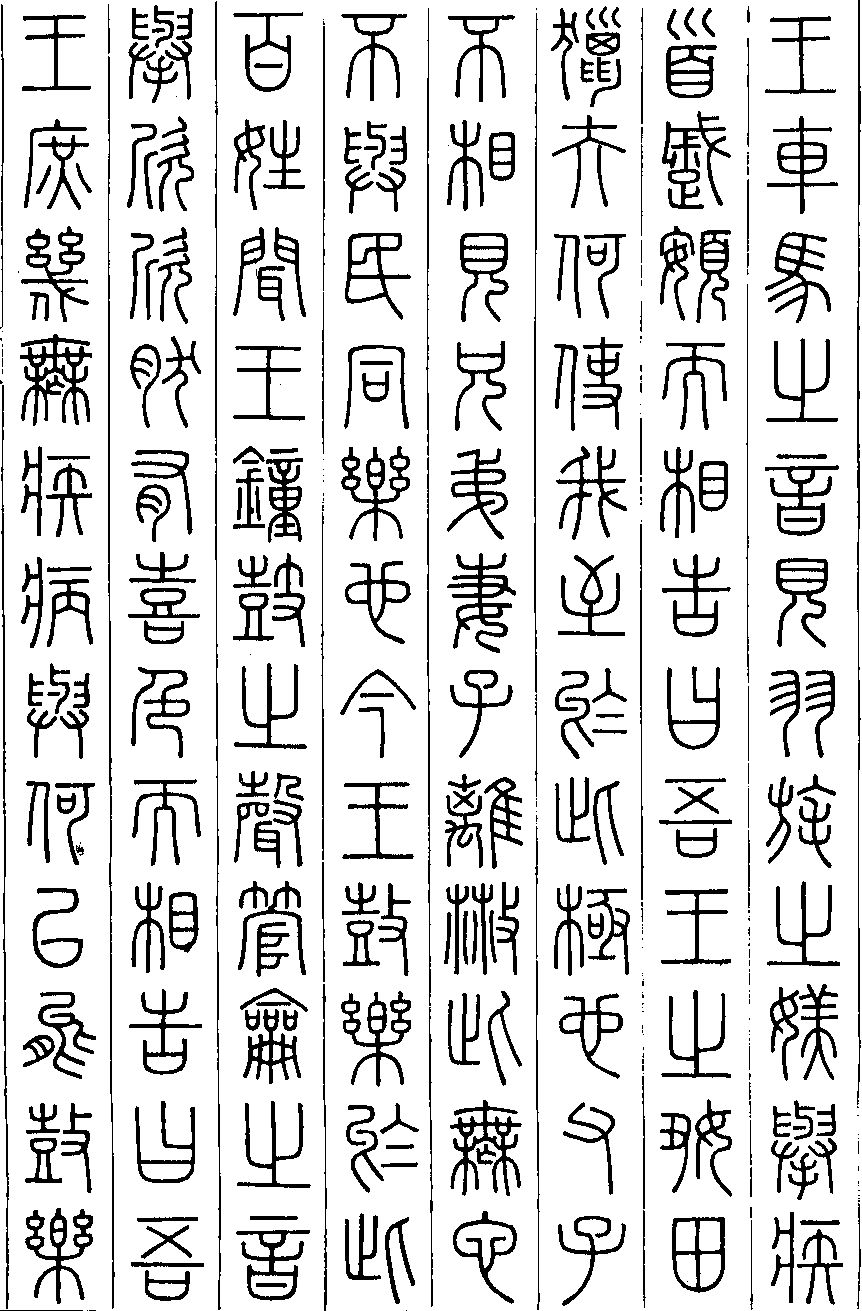 王車馬之音見羽旄之媄舉疾
首蹙頞而相告曰吾王之好田
獵夫何使我至於此極也父子
不相見兄弟妻子離散此無它
不與民同樂也今王鼓樂於此
百姓聞王鐘鼓之聲管龠之音
舉欣欣肰有喜色而相告曰吾
王庶幾無疾病與何以能鼓樂